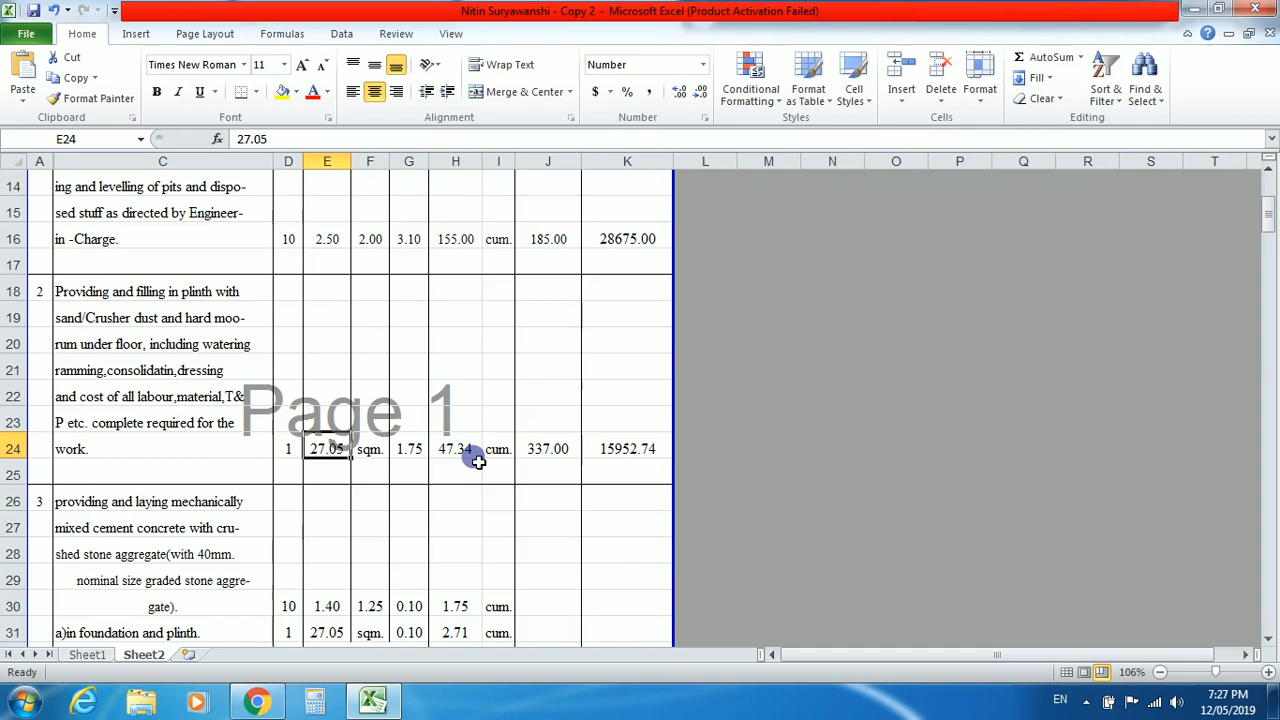 Nitin Suryawanshi - Copy 2 - Microsoft Excel (Product Activation Failed)
File Home Insert Page Layout Formulas Data Review View
Paste Cut Copy Format Painter Clipboard
Times New Roman 11 B I U A A A Font
Wrap Text Merge & Center Alignment
Number $ % , .0 .00 .00 .0 Number
Conditional Formatting Format as Table Cell Styles Styles
Insert Delete Format Cells
Σ AutoSum Fill Clear Sort & Filter Find & Select Editing
E24 fx 27.05
A C D E F G H I J K L M N O P Q R S T
14 ing and levelling of pits and dispo-
15 sed stuff as directed by Engineer-
16 in -Charge. 10 2.50 2.00 3.10 155.00 cum. 185.00 28675.00
17
18 2 Providing and filling in plinth with
19 sand/Crusher dust and hard moo-
20 rum under floor, including watering
21 ramming,consolidatin,dressing
22 and cost of all labour,material,T&
Page 1
23 P etc. complete required for the
24 work. 1 27.05 sqm. 1.75 47.34 cum. 337.00 15952.74
25
26 3 providing and laying mechanically
27 mixed cement concrete with cru-
28 shed stone aggregate(with 40mm.
29 nominal size graded stone aggre-
30 gate). 10 1.40 1.25 0.10 1.75 cum.
31 a)in foundation and plinth. 1 27.05 sqm. 0.10 2.71 cum.
Sheet1 Sheet2
Ready 106%
EN 7:27 PM
12/05/2019